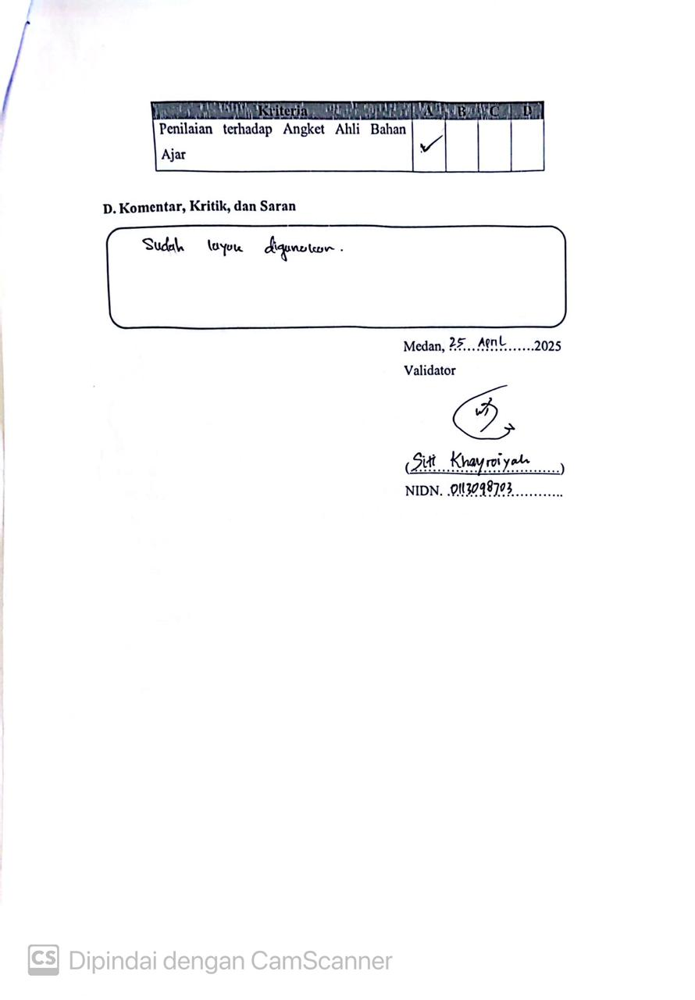 Kriteria A B C D
Penilaian terhadap Angket Ahli Bahan
Ajar ✓
D. Komentar, Kritik, dan Saran
Sudah layak digunakan.
Medan, 25 April 2025
Validator
(Siti Khayroiyah)
NIDN. 0113098703
CS Dipindai dengan CamScanner